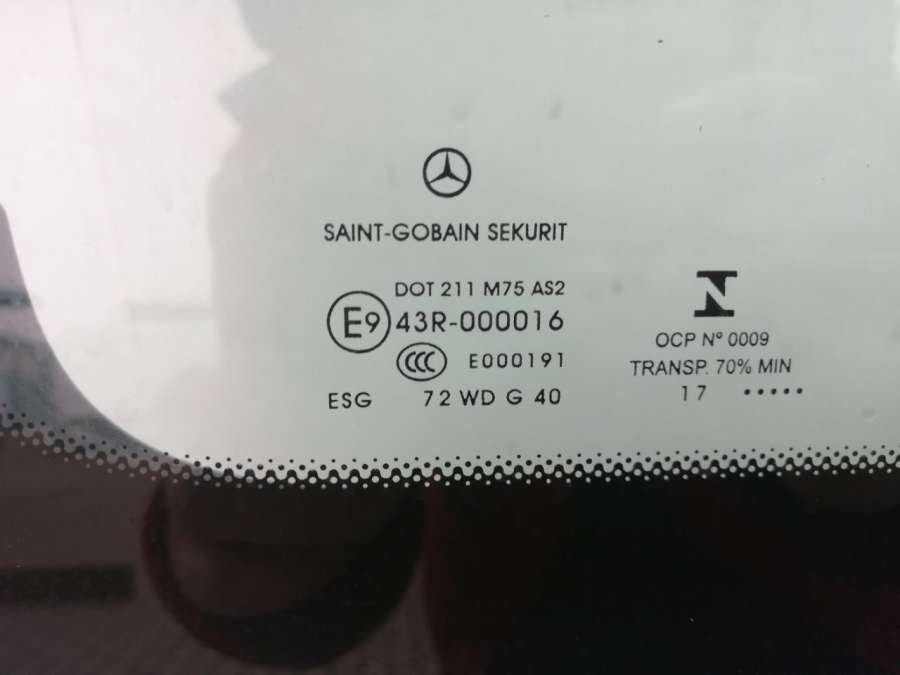 SAINT-GOBAIN SEKURIT
DOT 211 M75 AS2
E9 43R-000016
CCC E000191
ESG 72 WD G 40
N
OCP Nº 0009
TRANSP. 70% MIN
17 •••••